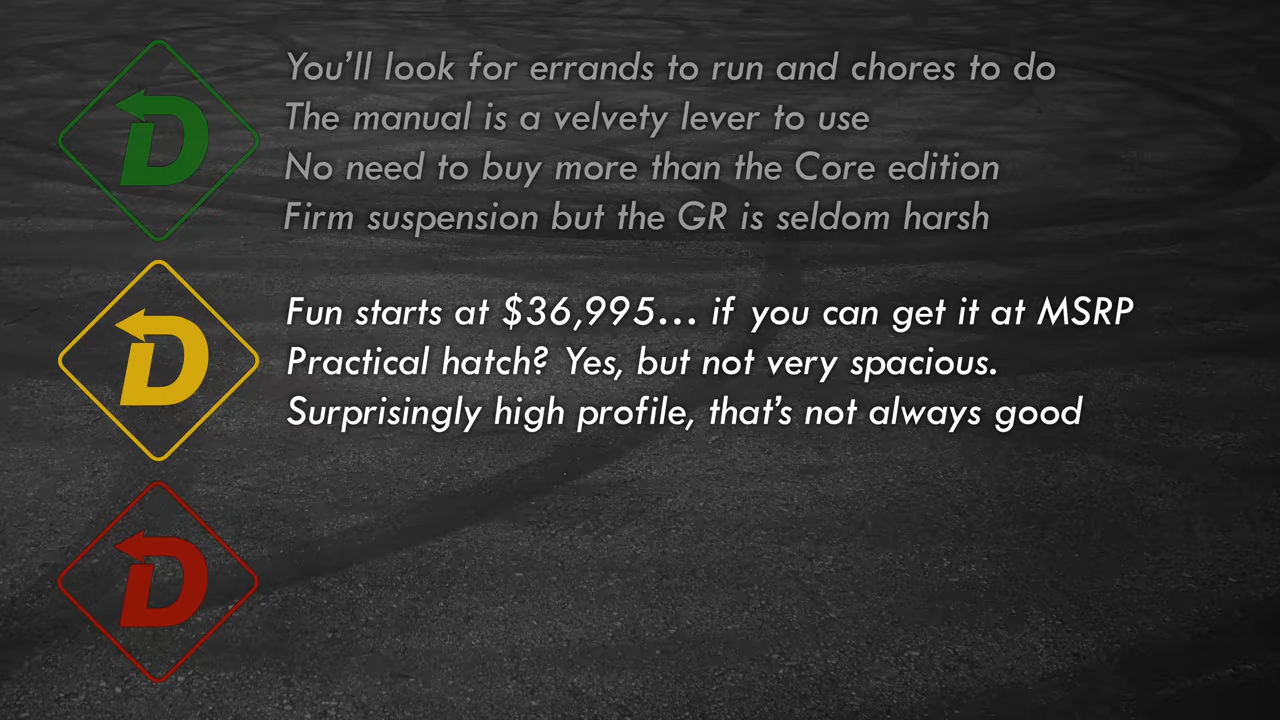 D
You'll look for errands to run and chores to do
The manual is a velvety lever to use
No need to buy more than the Core edition
Firm suspension but the GR is seldom harsh
D
Fun starts at $36,995... if you can get it at MSRP
Practical hatch? Yes, but not very spacious.
Surprisingly high profile, that's not always good
D